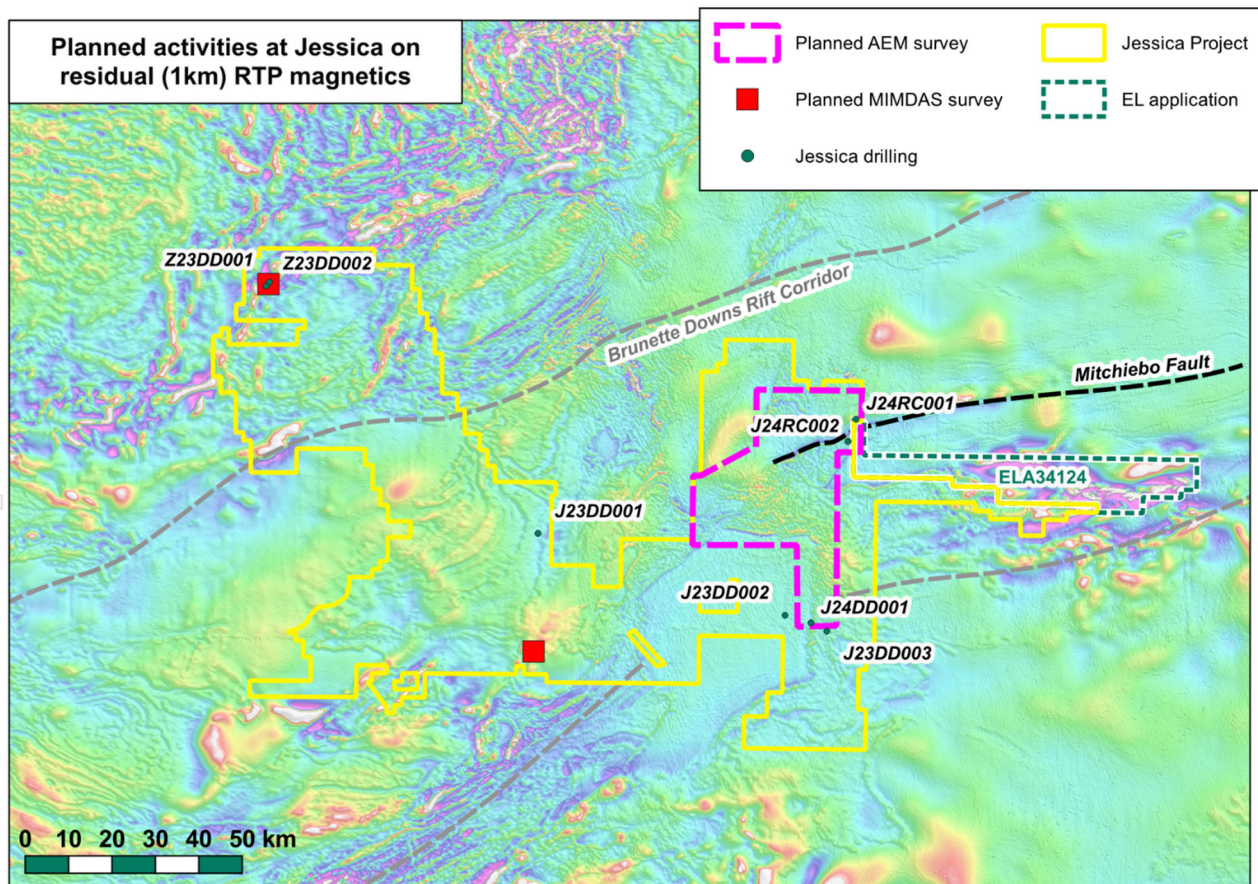 Planned activities at Jessica on
residual (1km) RTP magnetics
Planned AEM survey
Jessica Project
Planned MIMDAS survey
EL application
Jessica drilling
Z23DD001
Z23DD002
Brunette Downs Rift Corridor
Mitchiebo Fault
J24RC001
J24RC002
ELA34124
J23DD001
J23DD002
J24DD001
J23DD003
0 10 20 30 40 50 km